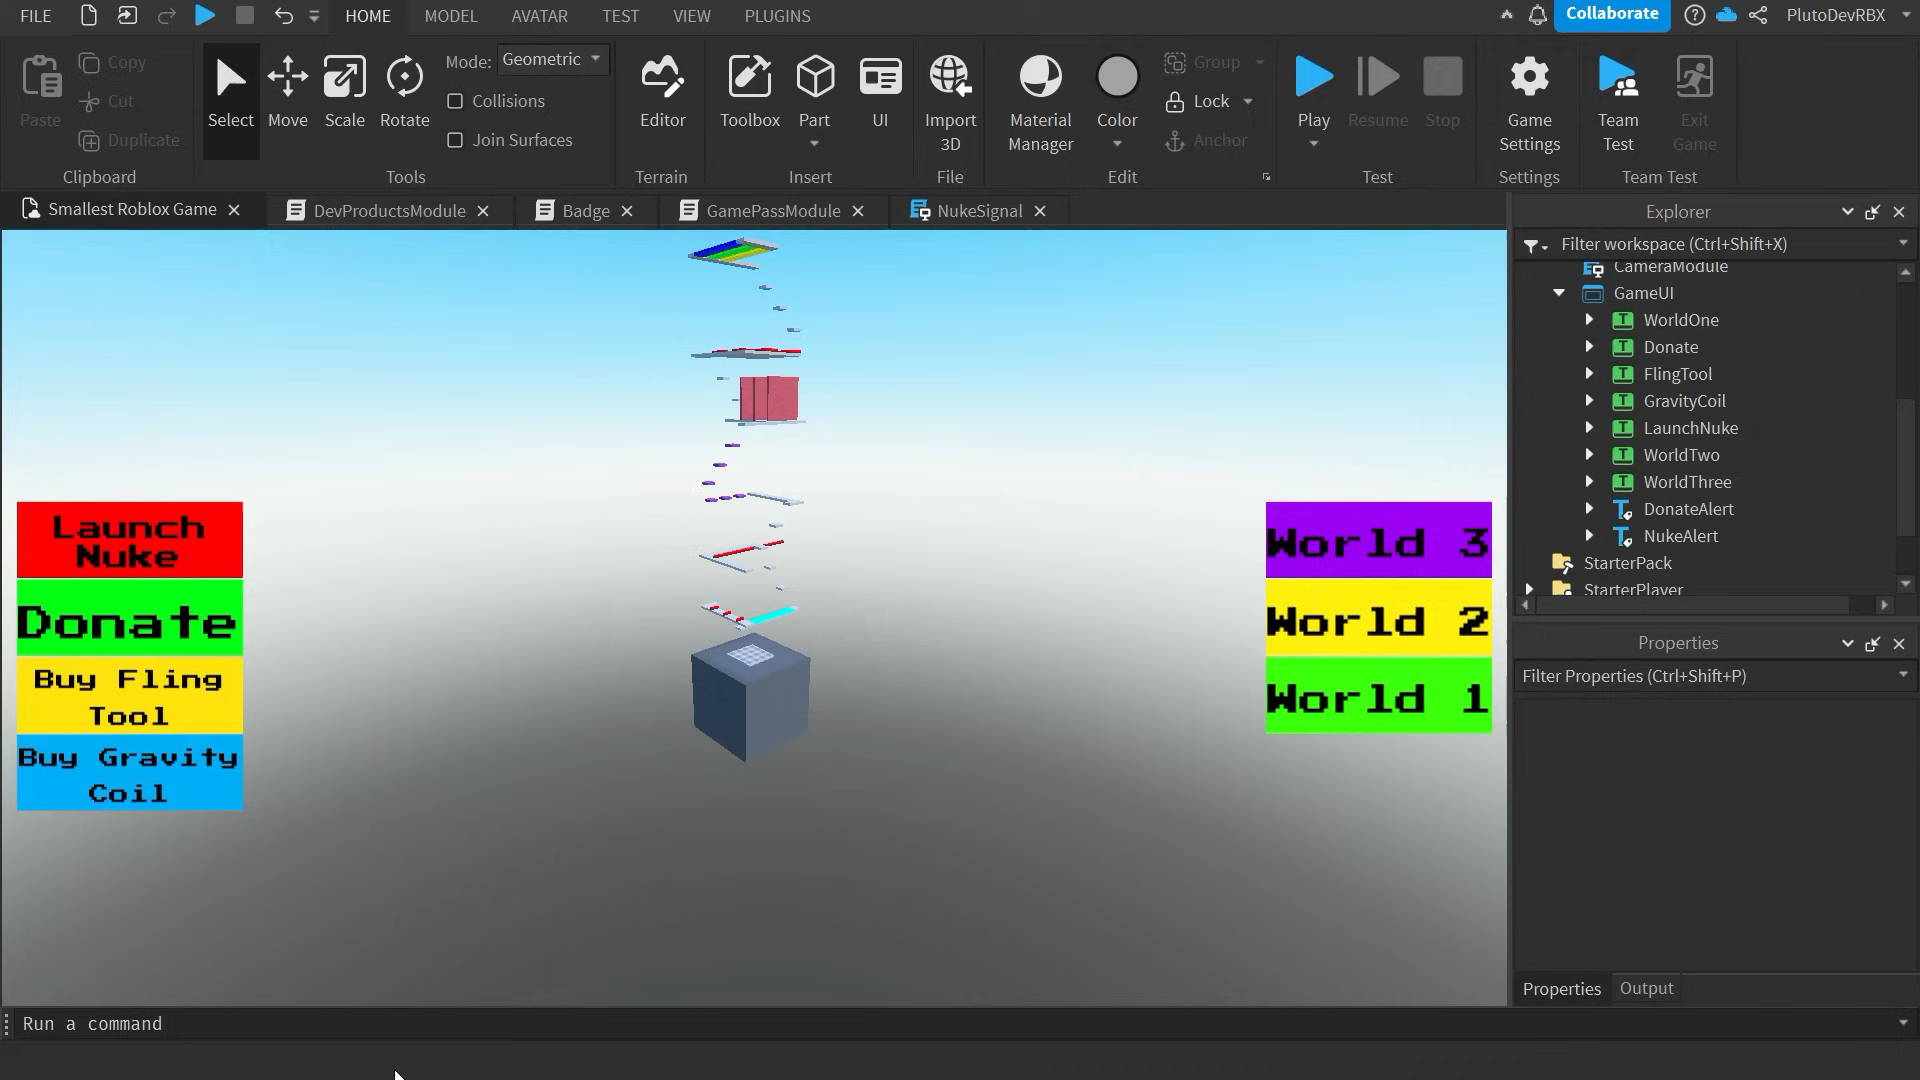 FILE
HOME
MODEL
AVATAR
TEST
VIEW
PLUGINS
Collaborate
PlutoDevRBX
Paste
Copy
Cut
Duplicate
Clipboard
Select
Move
Scale
Rotate
Mode:
Geometric
Collisions
Join Surfaces
Tools
Editor
Terrain
Toolbox
Part
UI
Insert
Import
3D
File
Material
Manager
Color
Group
Lock
Anchor
Edit
Play
Resume
Stop
Test
Game
Settings
Settings
Team
Test
Exit
Game
Team Test
Smallest Roblox Game
DevProductsModule
Badge
GamePassModule
NukeSignal
Launch
Nuke
Donate
Buy Fling
Tool
Buy Gravity
Coil
World 3
World 2
World 1
Explorer
Filter workspace (Ctrl+Shift+X)
CameraModule
GameUI
WorldOne
Donate
FlingTool
GravityCoil
LaunchNuke
WorldTwo
WorldThree
DonateAlert
NukeAlert
StarterPack
StarterPlayer
Properties
Filter Properties (Ctrl+Shift+P)
Properties
Output
Run a command